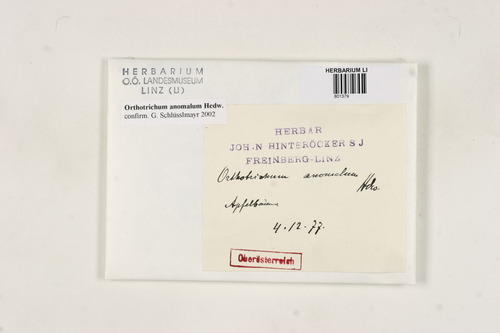 HERBARIUM
O.Ö. LANDESMUSEUM
LINZ (LI)
Orthotrichum anomalum Hedw.
confirm. G. Schlüsslmayr 2002
HERBARIUM LI
801379
HERBAR
JOH.N HINTERÖCKER S J
FREINBERG-LINZ
Orthotrichum anomalum
Apfelbäume
4.12.77.
Oberösterreich